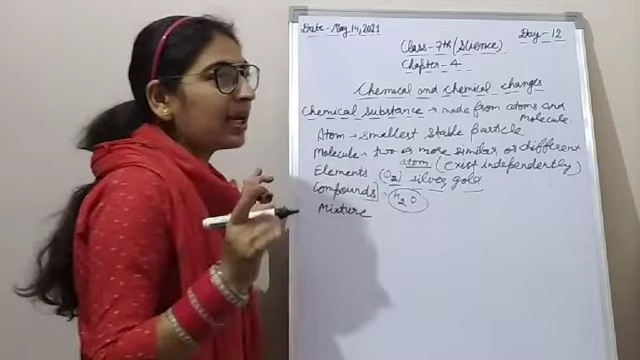 Date - May 14, 2021
Day - 12
Class - 7th (Science)
Chapter - 4
Chemical and chemical changes
Chemical substance → made from atoms and
Molecule.
Atom → smallest stable particle
Molecule → two or more similar or different
atom (exist independently)
Elements (O2) silver, gold
Compounds - H2O
Mixture